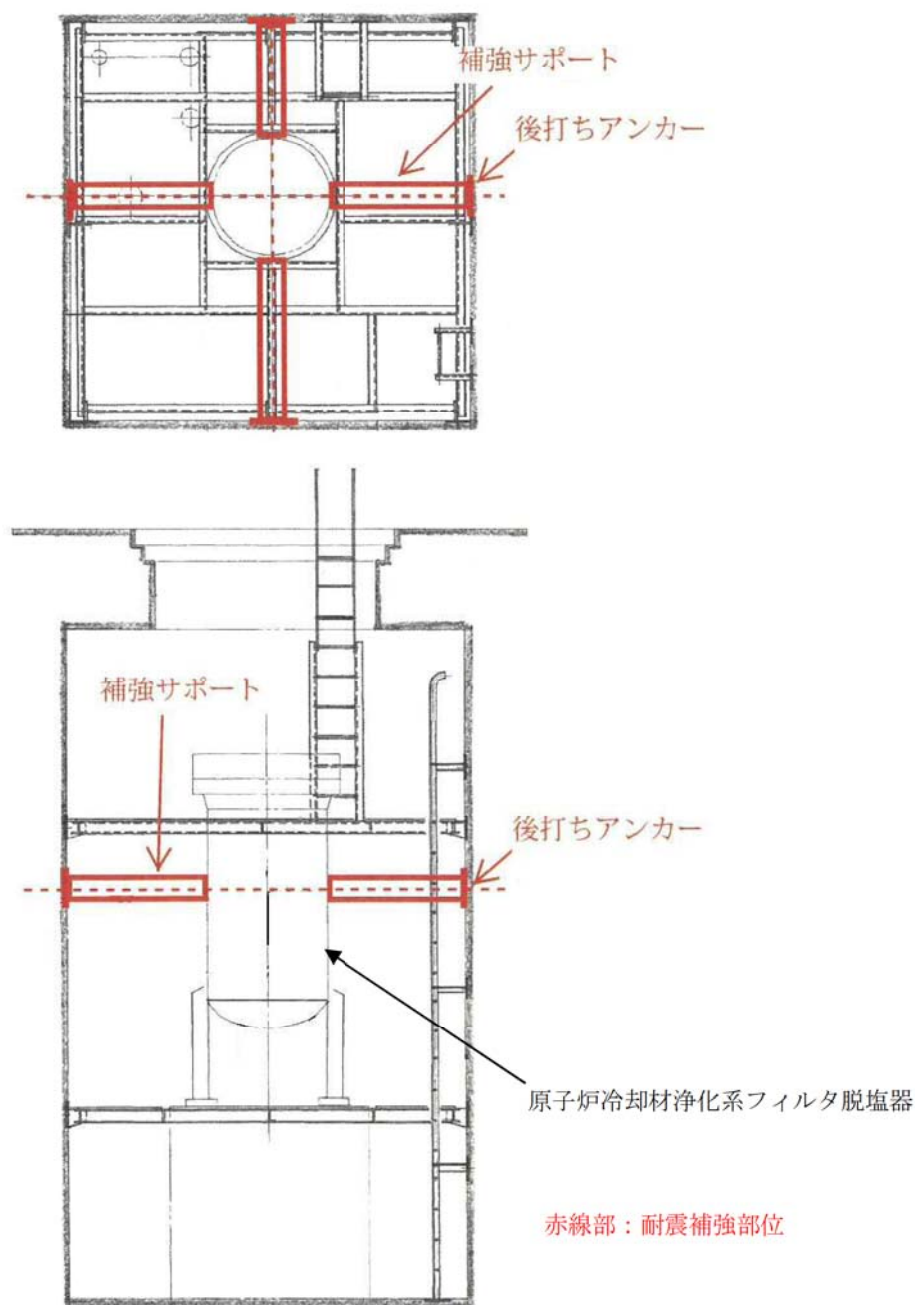 補強サポート
後打ちアンカー
補強サポート
後打ちアンカー
原子炉冷却材浄化系フィルタ脱塩器
赤線部：耐震補強部位